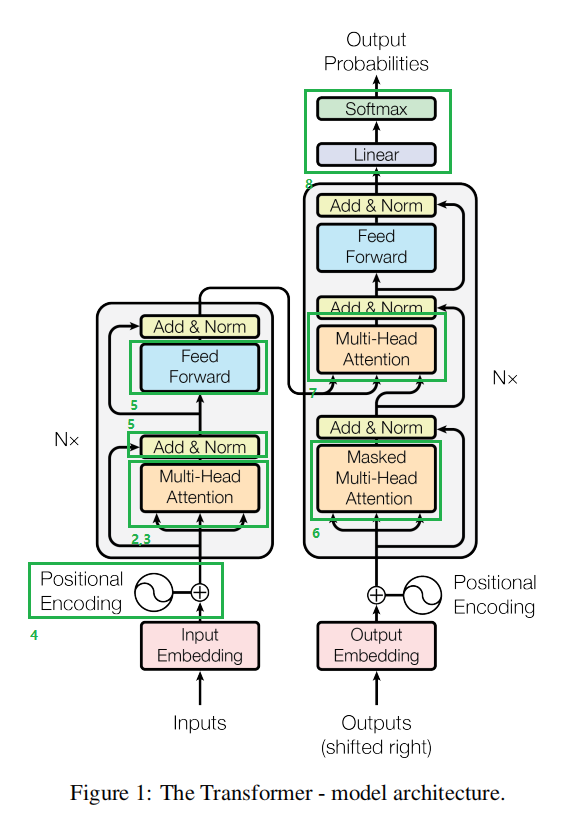 Output
Probabilities
Softmax
Linear
8
Add & Norm
Feed
Forward
Add & Norm
Multi-Head
Attention
7
N×
Add & Norm
Masked
Multi-Head
Attention
6
Add & Norm
Feed
Forward
5
5
N×
Add & Norm
Multi-Head
Attention
2,3
Positional
Encoding
4
Positional
Encoding
Input
Embedding
Output
Embedding
Inputs
Outputs
(shifted right)
Figure 1: The Transformer - model architecture.